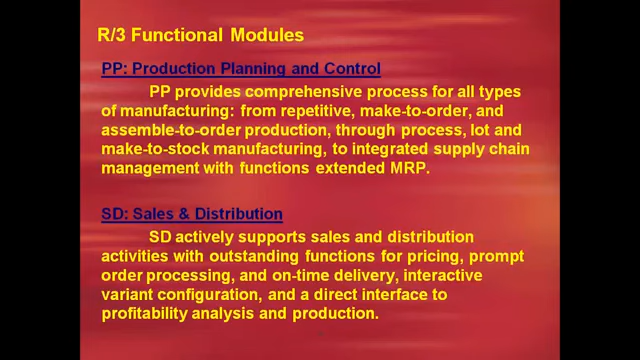 R/3 Functional Modules
PP: Production Planning and Control
PP provides comprehensive process for all types
of manufacturing: from repetitive, make-to-order, and
assemble-to-order production, through process, lot and
make-to-stock manufacturing, to integrated supply chain
management with functions extended MRP.
SD: Sales & Distribution
SD actively supports sales and distribution
activities with outstanding functions for pricing, prompt
order processing, and on-time delivery, interactive
variant configuration, and a direct interface to
profitability analysis and production.